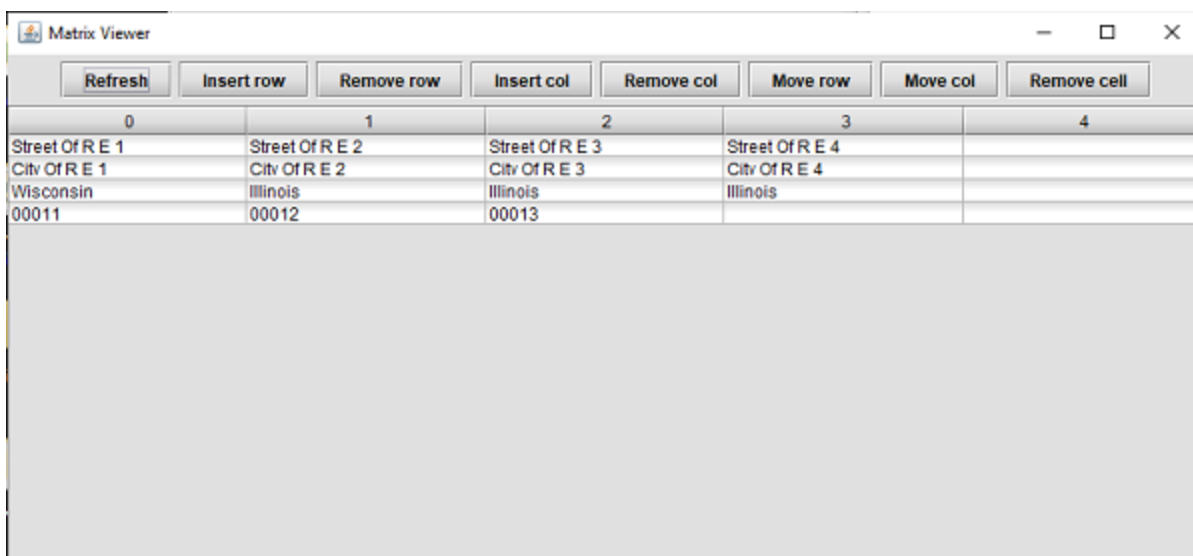 Matrix Viewer
Refresh Insert row Remove row Insert col Remove col Move row Move col Remove cell
0 1 2 3 4
Street Of R E 1 Street Of R E 2 Street Of R E 3 Street Of R E 4
City Of R E 1 City Of R E 2 City Of R E 3 City Of R E 4
Wisconsin Illinois Illinois Illinois
00011 00012 00013